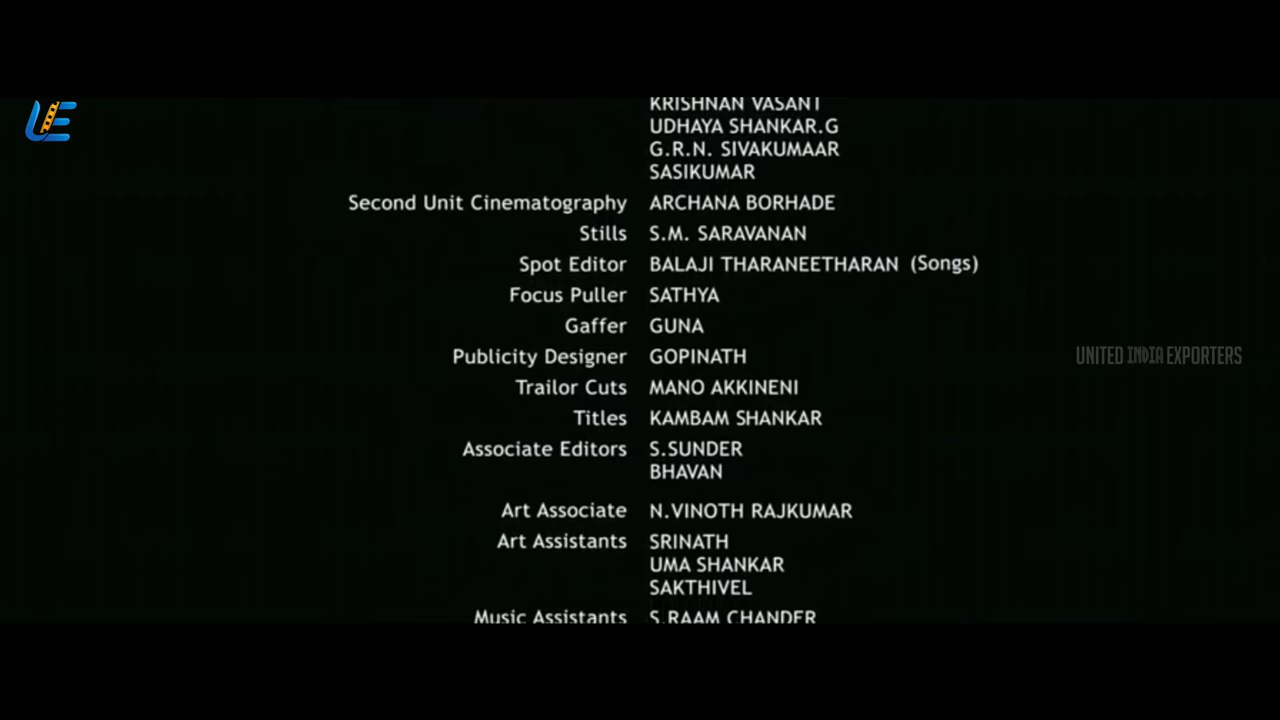 UE
KRISHNAN VASANT
UDHAYA SHANKAR.G
G.R.N. SIVAKUMAAR
SASIKUMAR
Second Unit Cinematography ARCHANA BORHADE
Stills S.M. SARAVANAN
Spot Editor BALAJI THARANEETHARAN (Songs)
Focus Puller SATHYA
Gaffer GUNA
Publicity Designer GOPINATH
Trailor Cuts MANO AKKINENI
Titles KAMBAM SHANKAR
Associate Editors S.SUNDER
BHAVAN
Art Associate N.VINOTH RAJKUMAR
Art Assistants SRINATH
UMA SHANKAR
SAKTHIVEL
Music Assistants S.RAAM CHANDER
UNITED INDIA EXPORTERS